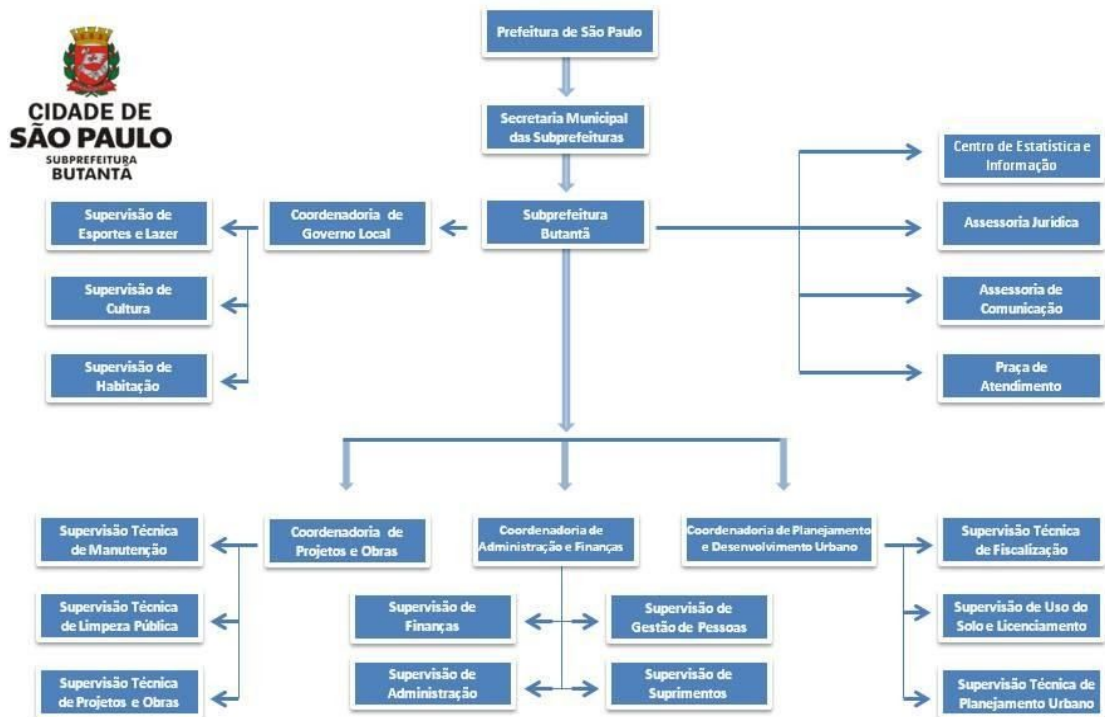 Prefeitura de São Paulo
CIDADE DE
SÃO PAULO
SUBPREFEITURA
BUTANTÃ
Secretaria Municipal
das Subprefeituras
Centro de Estatística e
Informação
Supervisão de
Esportes e Lazer
Coordenadoria de
Governo Local
Subprefeitura
Butantã
Assessoria Jurídica
Supervisão de
Cultura
Assessoria de
Comunicação
Supervisão de
Habitação
Praça de
Atendimento
Supervisão Técnica
de Manutenção
Coordenadoria de
Projetos e Obras
Coordenadoria de
Administração e Finanças
Coordenadoria de Planejamento
e Desenvolvimento Urbano
Supervisão Técnica
de Fiscalização
Supervisão Técnica
de Limpeza Pública
Supervisão de
Finanças
Supervisão de
Gestão de Pessoas
Supervisão de Uso do
Solo e Licenciamento
Supervisão Técnica
de Projetos e Obras
Supervisão de
Administração
Supervisão de
Suprimentos
Supervisão Técnica de
Planejamento Urbano